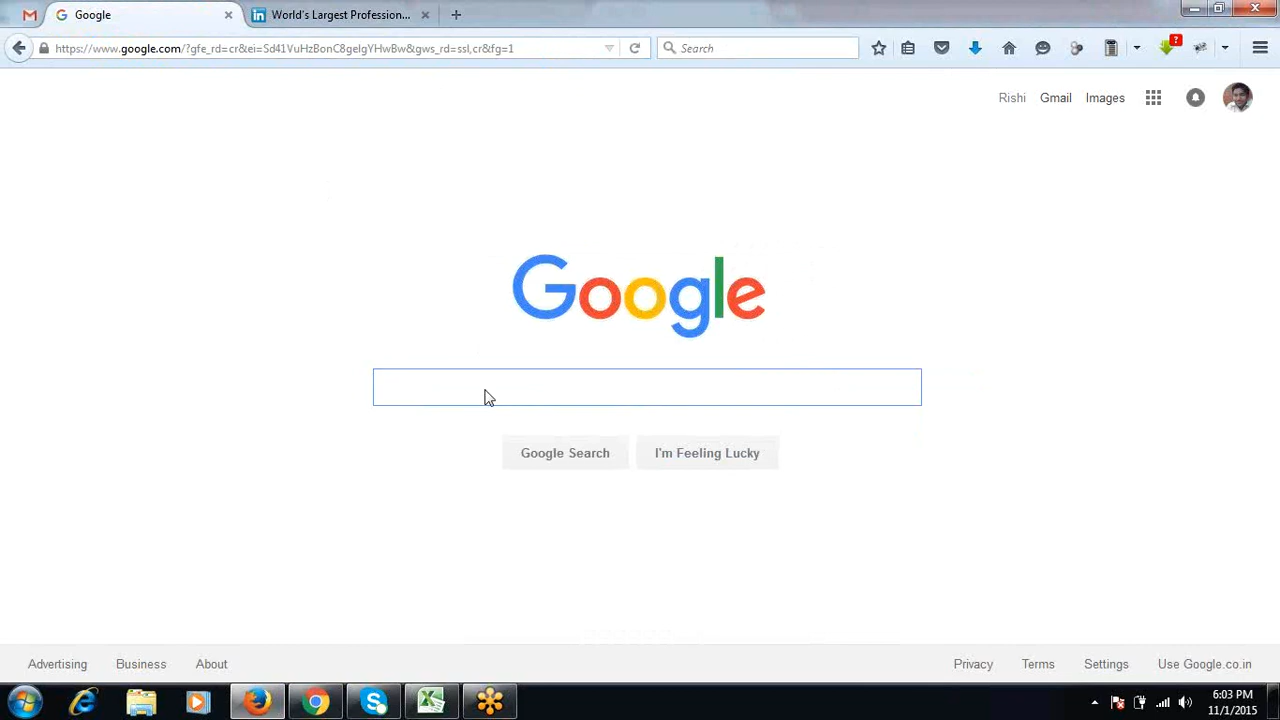 Google
World's Largest Profession...
https://www.google.com/?gfe_rd=cr&ei=Sd41VuHzBonC8gelgYHwBw&gws_rd=ssl,cr&fg=1
Search
?
Rishi Gmail Images
Google
Google Search
I'm Feeling Lucky
Advertising Business About
Privacy Terms Settings Use Google.co.in
6:03 PM
11/1/2015